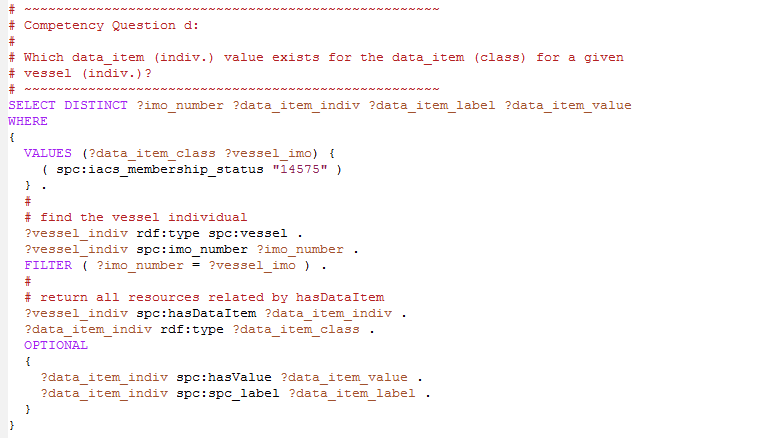 # ~~~~~~~~~~~~~~~~~~~~~~~~~~~~~~~~~~~~~~~~~~~~~~~~~~~~
# Competency Question d:
#
# Which data_item (indiv.) value exists for the data_item (class) for a given
# vessel (indiv.)?
# ~~~~~~~~~~~~~~~~~~~~~~~~~~~~~~~~~~~~~~~~~~~~~~~~~~~~
SELECT DISTINCT ?imo_number ?data_item_indiv ?data_item_label ?data_item_value
WHERE
{
  VALUES (?data_item_class ?vessel_imo) {
    ( spc:iacs_membership_status "14575" )
  } .
  #
  # find the vessel individual
  ?vessel_indiv rdf:type spc:vessel .
  ?vessel_indiv spc:imo_number ?imo_number .
  FILTER ( ?imo_number = ?vessel_imo ) .
  #
  # return all resources related by hasDataItem
  ?vessel_indiv spc:hasDataItem ?data_item_indiv .
  ?data_item_indiv rdf:type ?data_item_class .
  OPTIONAL
  {
    ?data_item_indiv spc:hasValue ?data_item_value .
    ?data_item_indiv spc:spc_label ?data_item_label .
  }
}